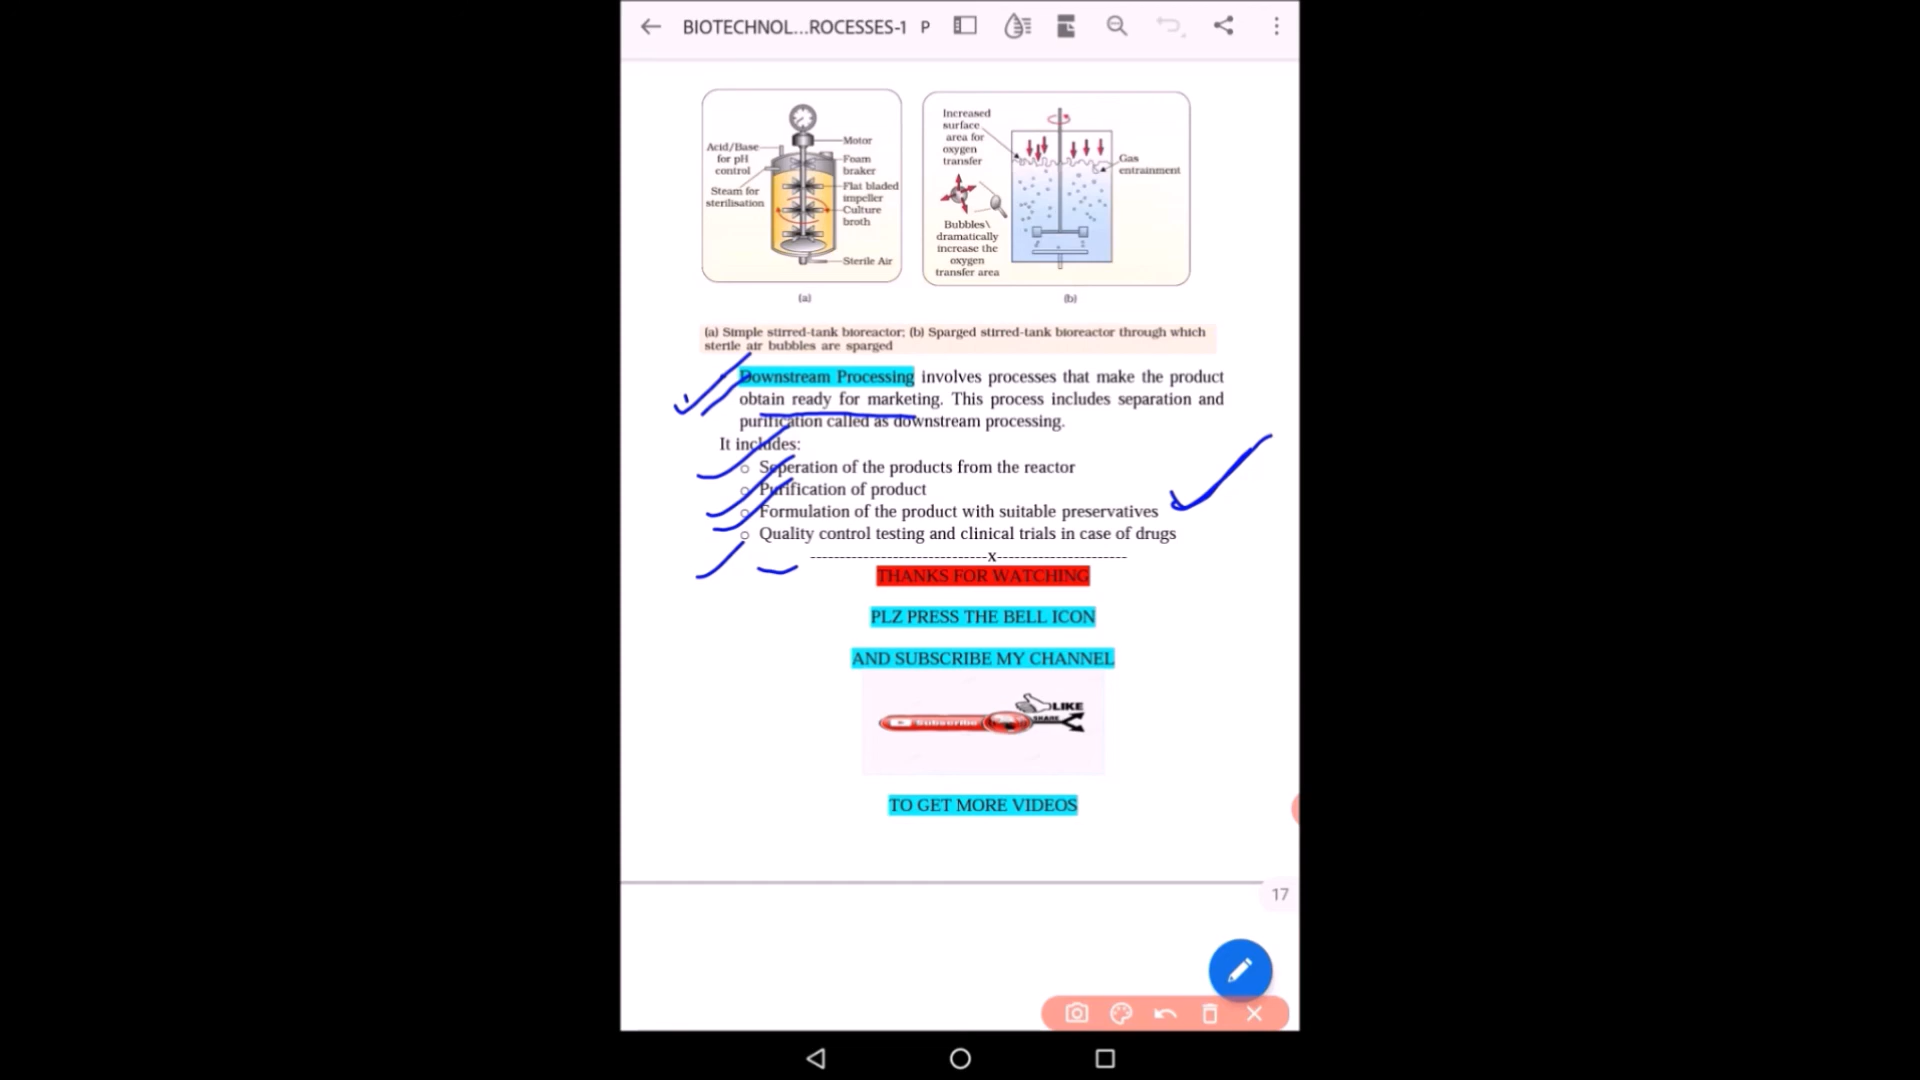 BIOTECHNOL...ROCESSES-1 P
Increased
surface
area for
oxygen
transfer
Acid/Base
for pH
control
Steam for
sterilisation
Motor
Foam
braker
Flat bladed
impeller
Culture
broth
Sterile Air
Gas
entrainment
Bubbles\
dramatically
increase the
oxygen
transfer area
(a)
(b)
(a) Simple stirred-tank bioreactor; (b) Sparged stirred-tank bioreactor through which
sterile air bubbles are sparged
Downstream Processing involves processes that make the product
obtain ready for marketing. This process includes separation and
purification called as downstream processing.
It includes:
o Seperation of the products from the reactor
o Purification of product
o Formulation of the product with suitable preservatives
o Quality control testing and clinical trials in case of drugs
------------------------------x----------------------
THANKS FOR WATCHING
PLZ PRESS THE BELL ICON
AND SUBSCRIBE MY CHANNEL
LIKE
SHARE
Subscribe
TO GET MORE VIDEOS
17